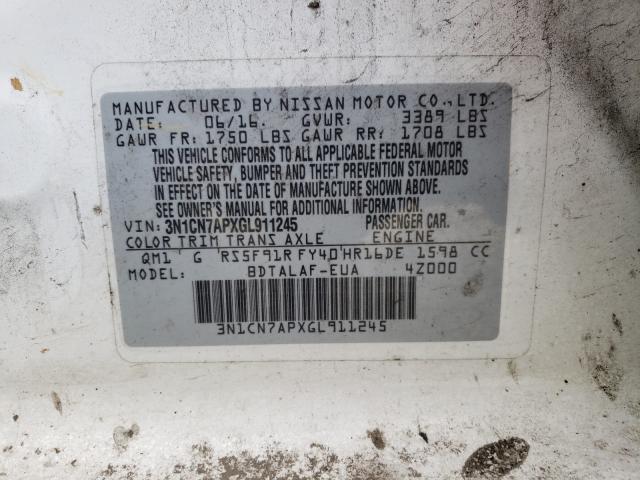 MANUFACTURED BY NISSAN MOTOR CO.,LTD.
DATE: 06/16. GVWR: 3389 LBS
GAWR FR: 1750 LBS GAWR RR: 1708 LBS
THIS VEHICLE CONFORMS TO ALL APPLICABLE FEDERAL MOTOR
VEHICLE SAFETY, BUMPER AND THEFT PREVENTION STANDARDS
IN EFFECT ON THE DATE OF MANUFACTURE SHOWN ABOVE.
SEE OWNER'S MANUAL FOR ADDITIONAL INFORMATION.
VIN: 3N1CN7APXGL911245 PASSENGER CAR.
COLOR TRIM TRANS AXLE ENGINE
QM1 G RS5F91R FY40 HR16DE 1598 CC
MODEL: BDTALAF-EUA 4Z000
3N1CN7APXGL911245